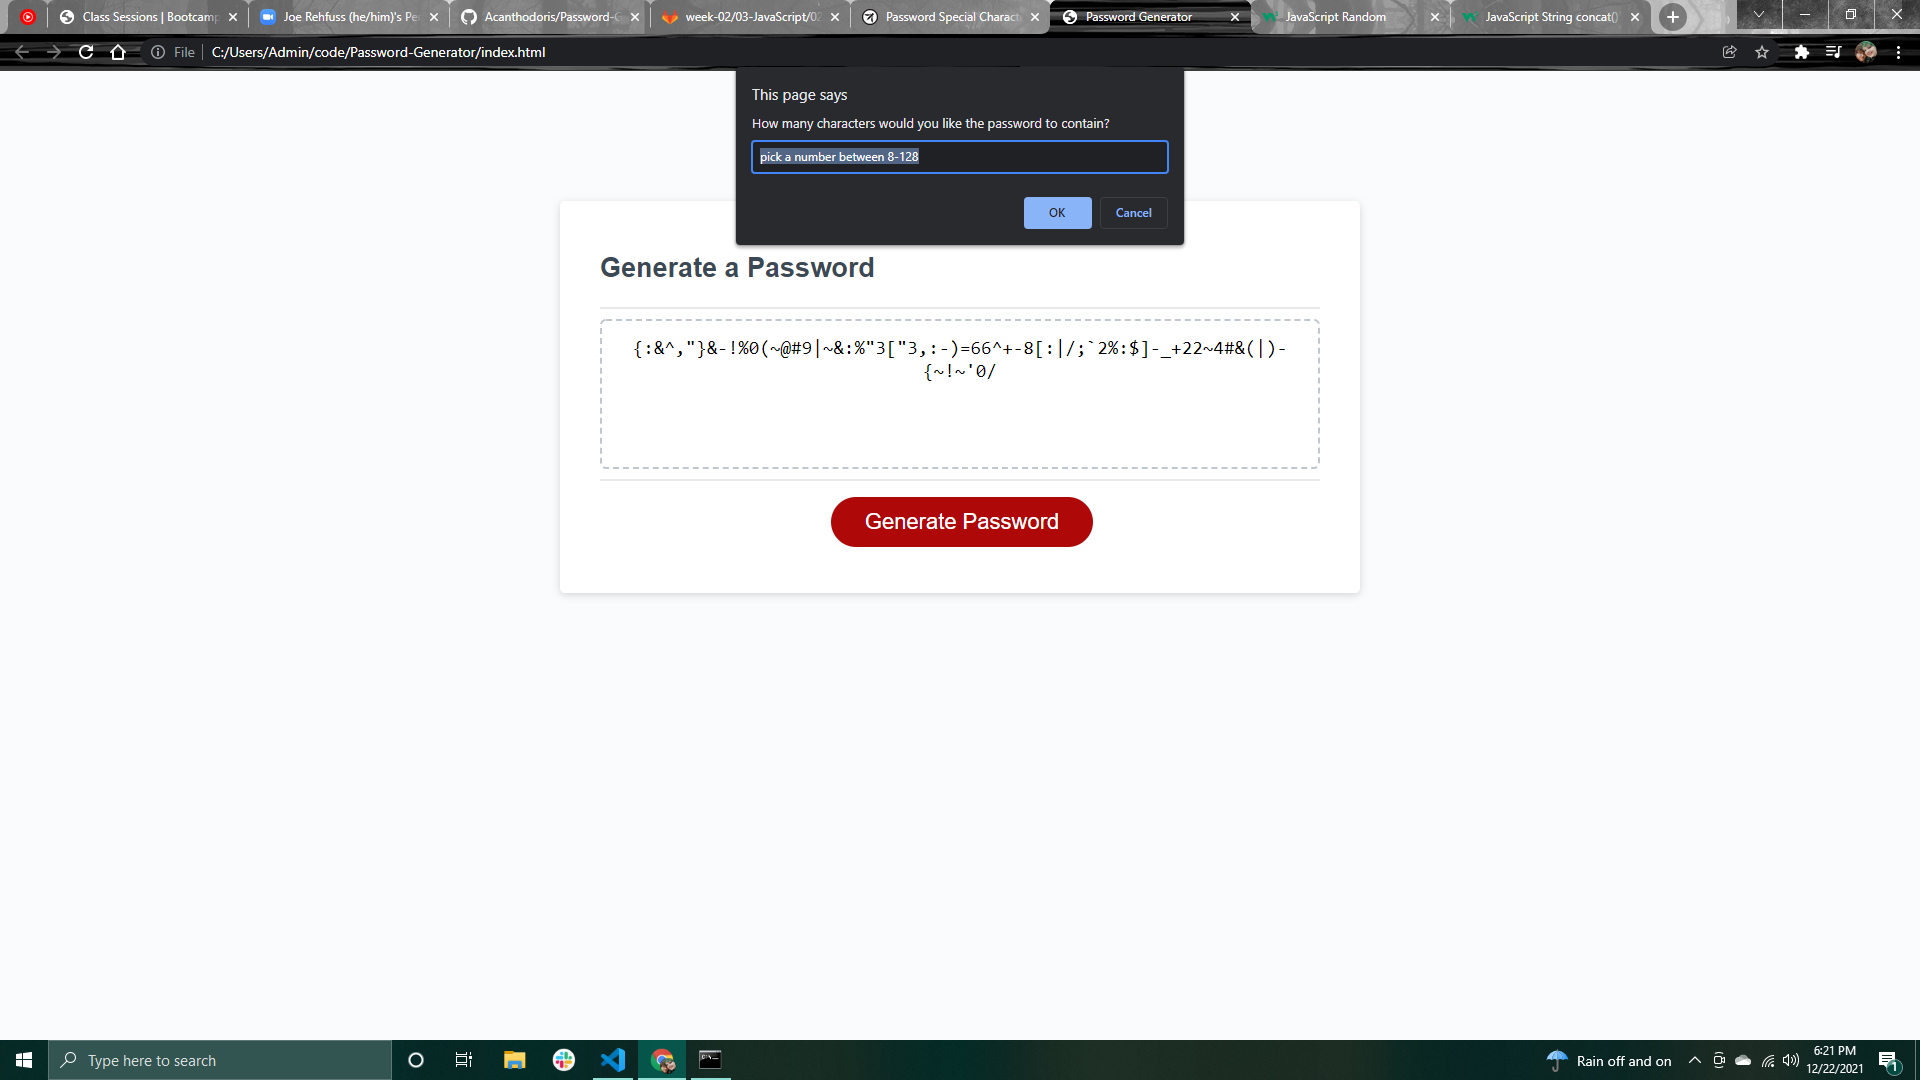 Class Sessions | Bootcamp
Joe Rehfuss (he/him)'s Pe
Acanthodoris/Password-G
week-02/03-JavaScript/02
Password Special Charact
Password Generator
JavaScript Random
JavaScript String concat()
File
C:/Users/Admin/code/Password-Generator/index.html
This page says
How many characters would you like the password to contain?
pick a number between 8-128
OK
Cancel
Generate a Password
{:&^,"}&-!%0(~@#9|~&:%"3["3,:-)=66^+-8[:|/;`2%:$]-_+22~4#&(|)-
{~!~'0/
Generate Password
Type here to search
Rain off and on
6:21 PM
12/22/2021
1